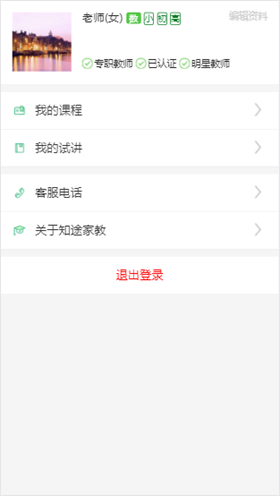 老师(女) 数 小 初 高 编辑资料
专职教师 已认证 明星教师
我的课程
我的试讲
客服电话
关于知途家教
退出登录